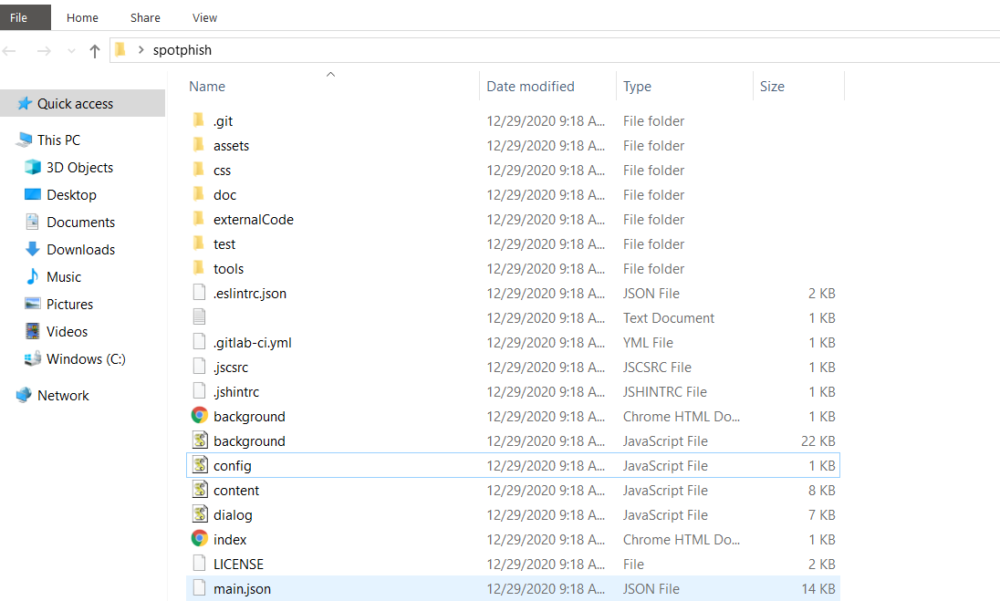 File Home Share View
spotphish
Name Date modified Type Size
Quick access
This PC
3D Objects
Desktop
Documents
Downloads
Music
Pictures
Videos
Windows (C:)
Network
.git 12/29/2020 9:18 A... File folder
assets 12/29/2020 9:18 A... File folder
css 12/29/2020 9:18 A... File folder
doc 12/29/2020 9:18 A... File folder
externalCode 12/29/2020 9:18 A... File folder
test 12/29/2020 9:18 A... File folder
tools 12/29/2020 9:18 A... File folder
.eslintrc.json 12/29/2020 9:18 A... JSON File 2 KB
12/29/2020 9:18 A... Text Document 1 KB
.gitlab-ci.yml 12/29/2020 9:18 A... YML File 1 KB
.jscsrc 12/29/2020 9:18 A... JSCSRC File 1 KB
.jshintrc 12/29/2020 9:18 A... JSHINTRC File 1 KB
background 12/29/2020 9:18 A... Chrome HTML Do... 1 KB
background 12/29/2020 9:18 A... JavaScript File 22 KB
config 12/29/2020 9:18 A... JavaScript File 1 KB
content 12/29/2020 9:18 A... JavaScript File 8 KB
dialog 12/29/2020 9:18 A... JavaScript File 7 KB
index 12/29/2020 9:18 A... Chrome HTML Do... 1 KB
LICENSE 12/29/2020 9:18 A... File 2 KB
main.json 12/29/2020 9:18 A... JSON File 14 KB